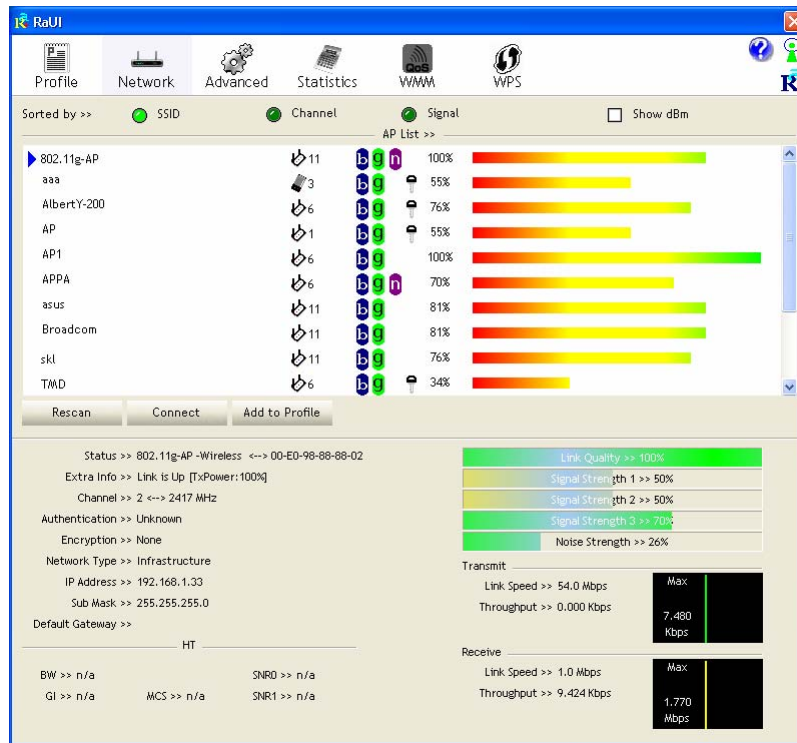 RaUI
Profile Network Advanced Statistics QoS WMM WPS
Sorted by >> SSID Channel Signal Show dBm
AP List >>
802.11g-AP 11 b g n 100%
aaa 3 b g 55%
AlbertY-200 6 b g 76%
AP 1 b g 55%
AP1 6 b g 100%
APPA 6 b g n 70%
asus 11 b g 81%
Broadcom 11 b g 81%
skl 11 b g 76%
TMD 6 b g 34%
Rescan Connect Add to Profile
Status >> 802.11g-AP -Wireless <--> 00-E0-98-88-88-02
Extra Info >> Link is Up [TxPower:100%]
Channel >> 2 <--> 2417 MHz
Authentication >> Unknown
Encryption >> None
Network Type >> Infrastructure
IP Address >> 192.168.1.33
Sub Mask >> 255.255.255.0
Default Gateway >>
HT
BW >> n/a SNR0 >> n/a
GI >> n/a MCS >> n/a SNR1 >> n/a
Link Quality >> 100%
Signal Strength 1 >> 50%
Signal Strength 2 >> 50%
Signal Strength 3 >> 70%
Noise Strength >> 26%
Transmit
Link Speed >> 54.0 Mbps
Throughput >> 0.000 Kbps
Max
7.480
Kbps
Receive
Link Speed >> 1.0 Mbps
Throughput >> 9.424 Kbps
Max
1.770
Mbps